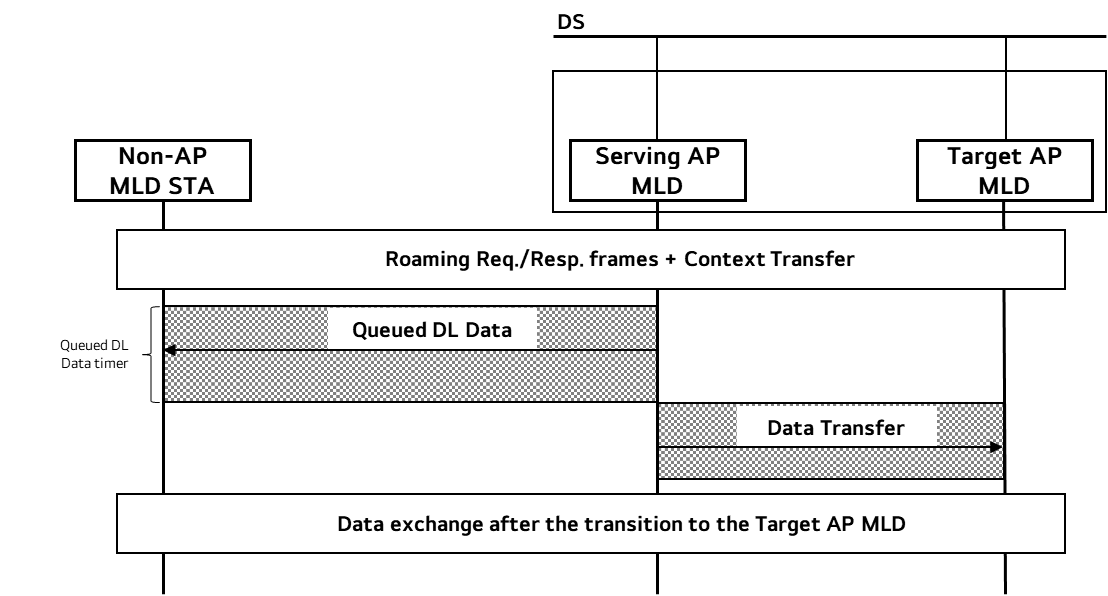 DS
Non-AP
MLD STA
Serving AP
MLD
Target AP
MLD
Roaming Req./Resp. frames + Context Transfer
Queued DL Data
Queued DL
Data timer
Data Transfer
Data exchange after the transition to the Target AP MLD